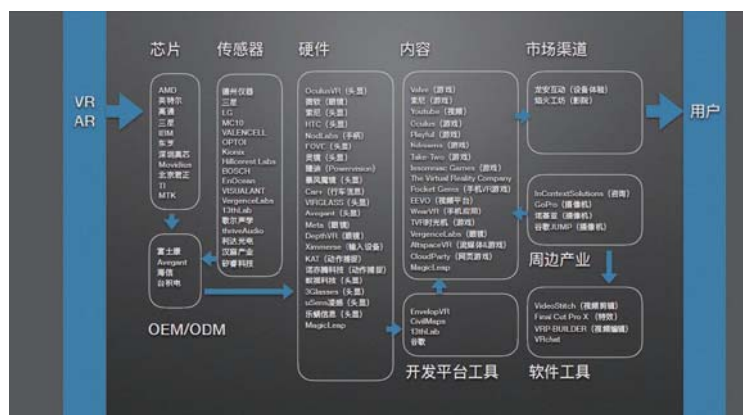 芯片
传感器
硬件
内容
市场渠道
VR
AR
用户
AMD
英特尔
高通
三星
IBM
东芝
深圳奥芯
Movidius
北京君正
TI
MTK
德州仪器
三星
LG
MC10
VALENCELL
OPTOI
Kionix
Hillcrest Labs
BOSCH
EnOcean
VISUALANT
VergenceLabs
13thLab
歌尔声学
thriveAudio
利达光电
汉麻产业
矽睿科技
富士康
Avegant
海信
台积电
OEM/ODM
OculusVR（头显）
微软（眼镜）
索尼（头显）
HTC（头显）
NodLabs（手柄）
FOVE（头显）
灵镜（头显）
臻迪（Powervision）
暴风魔镜（头显）
Car+（行车信息）
VIRGLASS（头显）
Avegant（头显）
Meta（眼镜）
DepthVR（眼镜）
Ximmerse（输入设备）
KAT（动作捕捉）
诺亦腾科技（动作捕捉）
蚁视科技（头显）
3Glasses（头显）
uSens凌感（头显）
乐蜗信息（头显）
MagicLeap
Valve（游戏）
索尼（游戏）
Youtube（视频）
Oculus（游戏）
Playful（游戏）
Ndreams（游戏）
Take-Two（游戏）
Insomniac Games（游戏）
The Virtual Reality Company
Pocket Gems（手机VR游戏）
EEVO（视频平台）
WearVR（手机应用）
TVR时光机（游戏）
VergenceLabs（眼镜）
AltspaceVR（流媒体&游戏）
CloudParty（网页游戏）
MagicLeap
EnvelopVR
CivilMaps
13thLab
谷歌
开发平台工具
龙安互动（设备体验）
焰火工坊（影院）
InContextSolutions（咨询）
GoPro（摄像机）
诺基亚（摄像机）
谷歌JUMP（摄像机）
周边产业
VideoStitch（视频剪辑）
Final Cut Pro X（特效）
VRP-BUILDER（视频编辑）
VRchat
软件工具